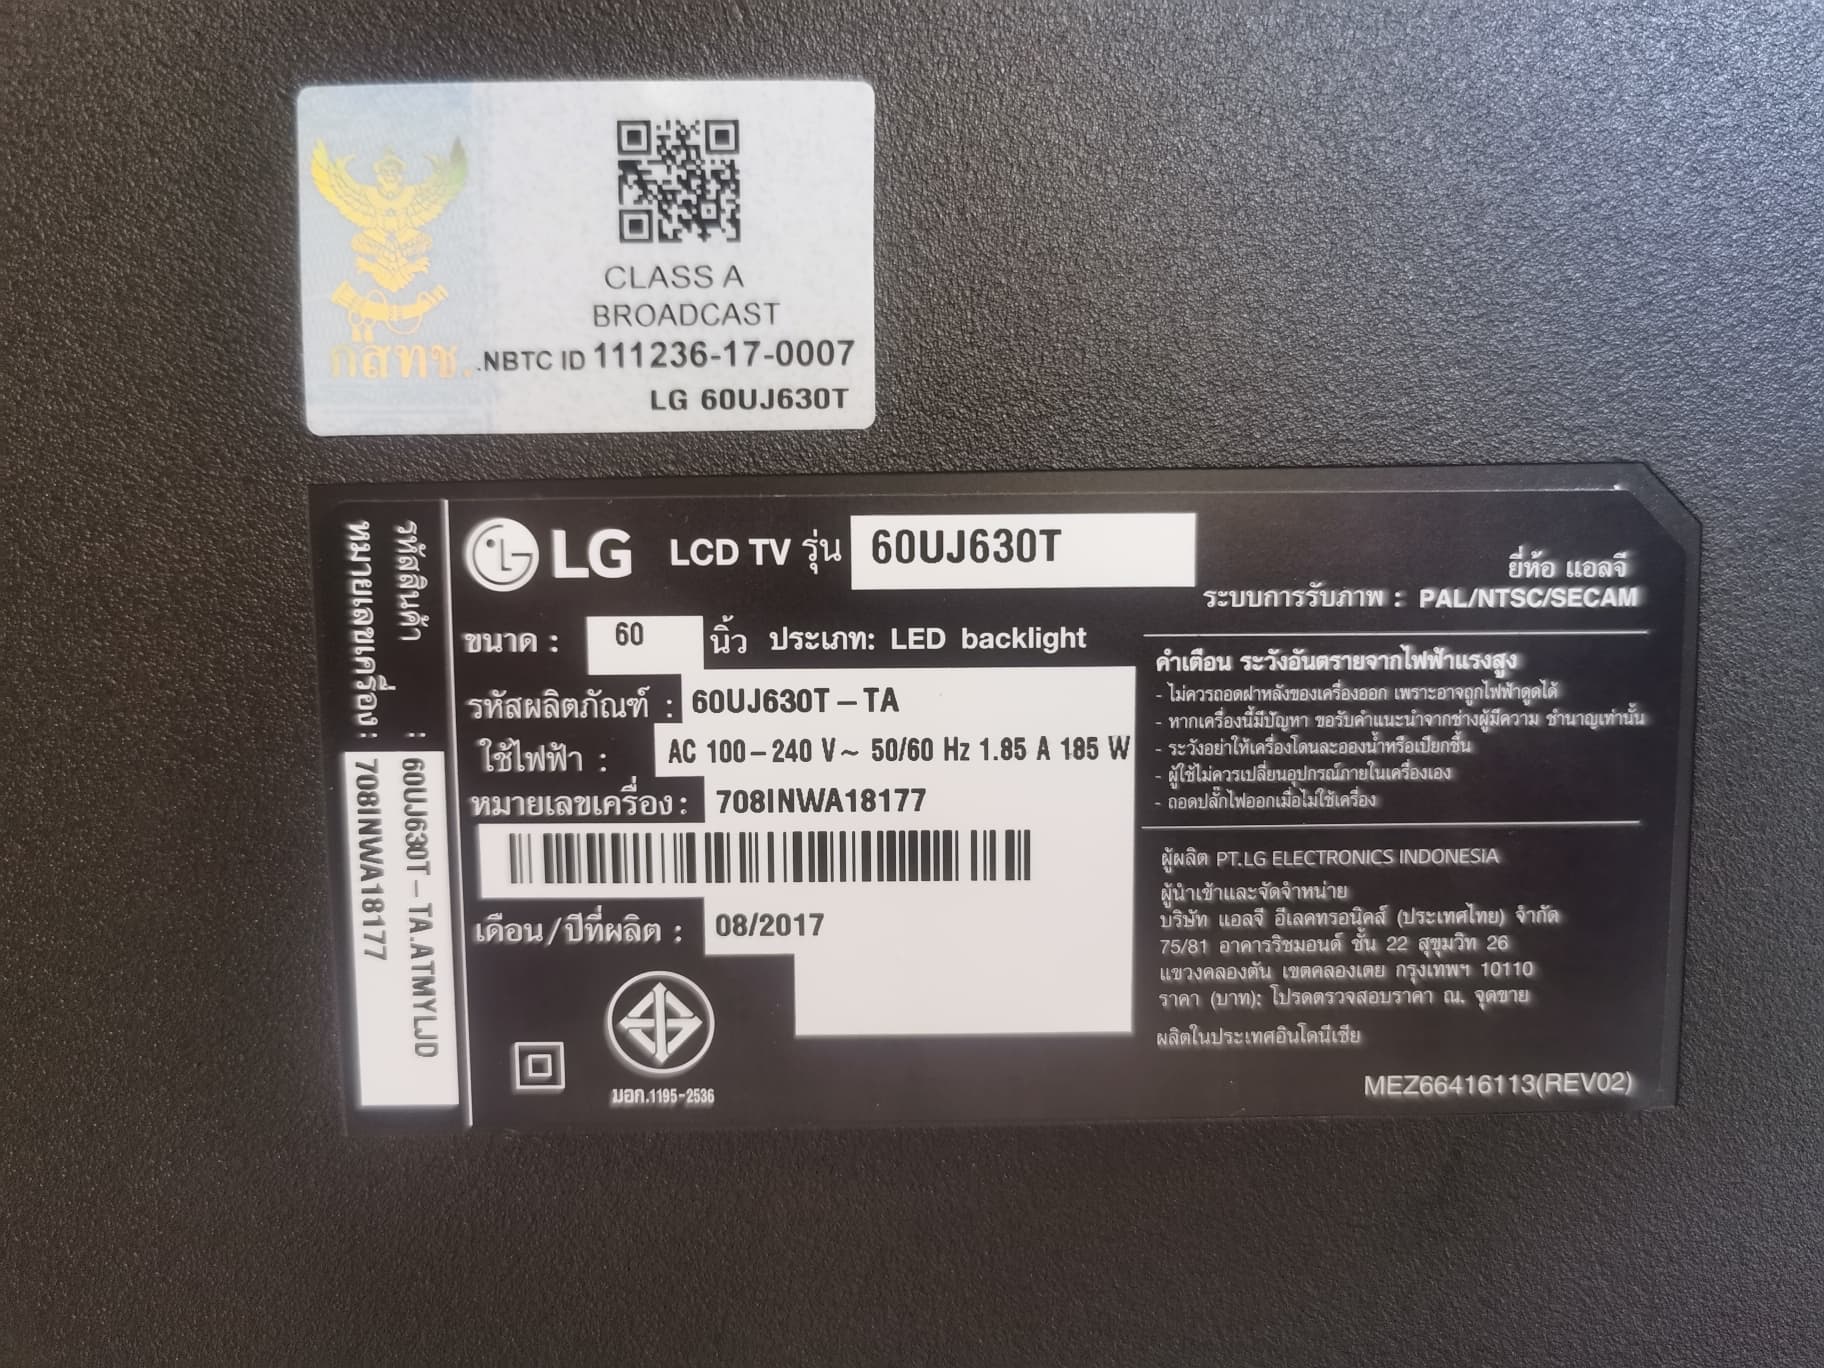 กสทช.
CLASS A
BROADCAST
NBTC ID 111236-17-0007
LG 60UJ630T
รหัสสินค้า : 60UJ630T-TA.ATMYLJD
หมายเลขเครื่อง : 708INWA18177
LG LCD TV รุ่น 60UJ630T
ขนาด : 60 นิ้ว ประเภท: LED backlight
รหัสผลิตภัณฑ์ : 60UJ630T-TA
ใช้ไฟฟ้า : AC 100-240 V~ 50/60 Hz 1.85 A 185 W
หมายเลขเครื่อง : 708INWA18177
เดือน/ปีที่ผลิต : 08/2017
มอก.1195-2536
ยี่ห้อ แอลจี
ระบบการรับภาพ : PAL/NTSC/SECAM
คำเตือน ระวังอันตรายจากไฟฟ้าแรงสูง
- ไม่ควรถอดฝาหลังของเครื่องออก เพราะอาจถูกไฟฟ้าดูดได้
- หากเครื่องนี้มีปัญหา ขอรับคำแนะนำจากช่างผู้มีความ ชำนาญเท่านั้น
- ระวังอย่าให้เครื่องโดนละอองน้ำหรือเปียกชื้น
- ผู้ใช้ไม่ควรเปลี่ยนอุปกรณ์ภายในเครื่องเอง
- ถอดปลั๊กไฟออกเมื่อไม่ใช้เครื่อง
ผู้ผลิต PT.LG ELECTRONICS INDONESIA
ผู้นำเข้าและจัดจำหน่าย
บริษัท แอลจี อีเลคทรอนิคส์ (ประเทศไทย) จำกัด
75/81 อาคารริชมอนด์ ชั้น 22 สุขุมวิท 26
แขวงคลองตัน เขตคลองเตย กรุงเทพฯ 10110
ราคา (บาท): โปรดตรวจสอบราคา ณ. จุดขาย
ผลิตในประเทศอินโดนีเซีย
MEZ66416113(REV02)